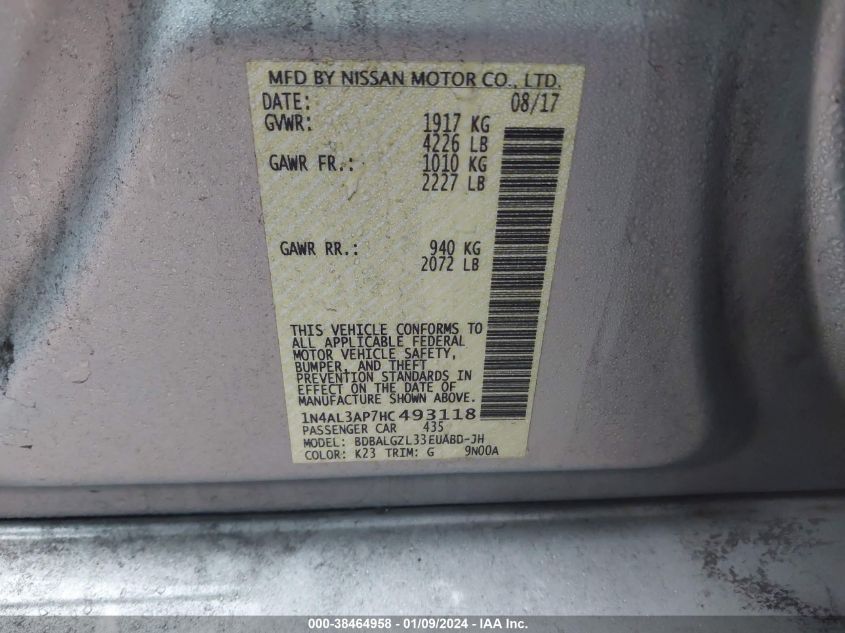 MFD BY NISSAN MOTOR CO., LTD.
DATE: 08/17
GVWR: 1917 KG
4226 LB
GAWR FR.: 1010 KG
2227 LB
GAWR RR.: 940 KG
2072 LB
THIS VEHICLE CONFORMS TO
ALL APPLICABLE FEDERAL
MOTOR VEHICLE SAFETY,
BUMPER, AND THEFT
PREVENTION STANDARDS IN
EFFECT ON THE DATE OF
MANUFACTURE SHOWN ABOVE.
1N4AL3AP7HC493118
PASSENGER CAR 435
MODEL: BDBALGZL33EUABD-JH
COLOR: K23 TRIM: G 9N00A
000-38464958 - 01/09/2024 - IAA Inc.